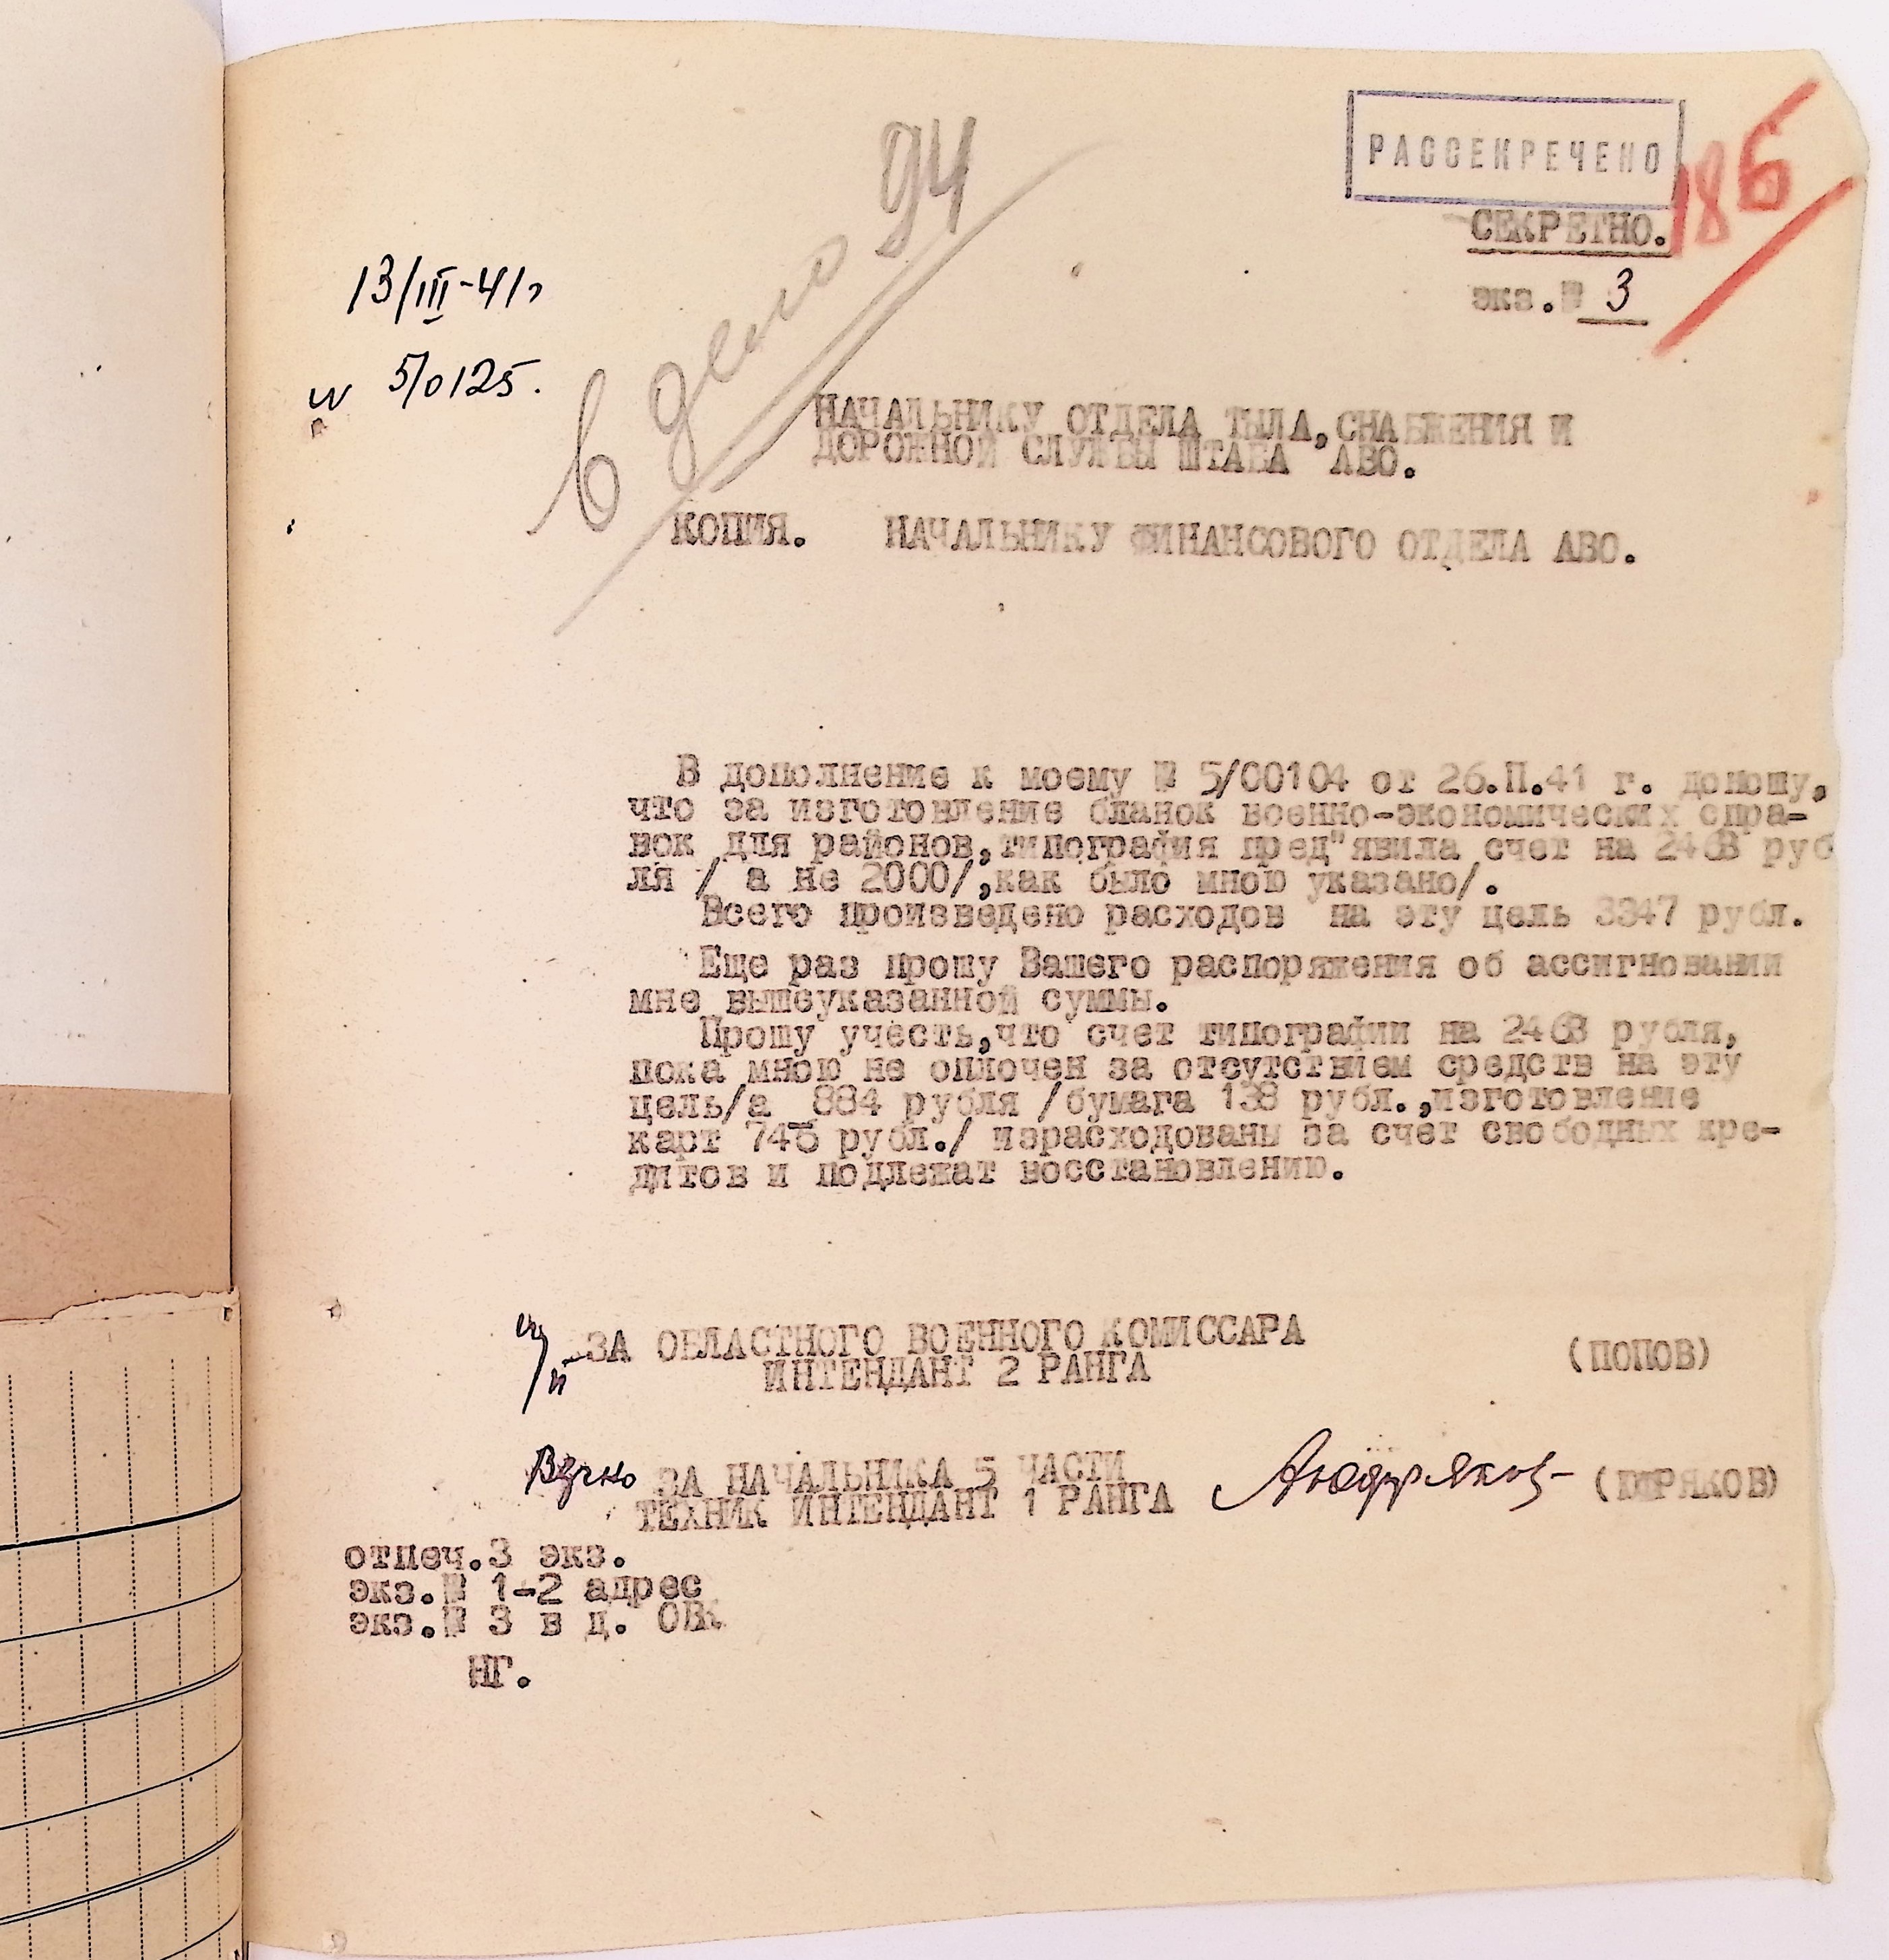 РАССЕКРЕЧЕНО
186
СЕКРЕТНО.
экз.№ 3
13/III-41г
№ 5/0125.
в дело 94
НАЧАЛЬНИКУ ОТДЕЛА ТЫЛА,СНАБЖЕНИЯ И
ДОРОЖНОЙ СЛУЖБЫ ШТАБА АВО.
КОПИЯ. НАЧАЛЬНИКУ ФИНАНСОВОГО ОТДЕЛА АВО.
В дополнение к моему № 5/00104 от 26.П.41 г. доношу,
что за изготовление бланок военно-экономических спра-
вок для районов,типография пред"явила счет на 2463 руб
ля / а не 2000/,как было мною указано/.
Всего произведено расходов на эту цель 3347 рубл.
Еще раз прошу Вашего распоряжения об ассигновании
мне вышеуказанной суммы.
Прошу учесть,что счет типографии на 2463 рубля,
пока мною не оплочен за отсутствием средств на эту
цель/а 884 рубля /бумага 138 рубл.,изготовление
карт 746 рубл./ израсходованы за счет свободных кре-
дитов и подлежат восстановлению.
ЗА ОБЛАСТНОГО ВОЕННОГО КОМИССАРА
ИНТЕНДАНТ 2 РАНГА (ПОПОВ)
ЗА НАЧАЛЬНИКА 5 ЧАСТИ
ТЕХНИК ИНТЕНДАНТ 1 РАНГА
отпеч.3 экз.
экз.№ 1-2 адрес
экз.№ 3 в д. ОВК
НГ.